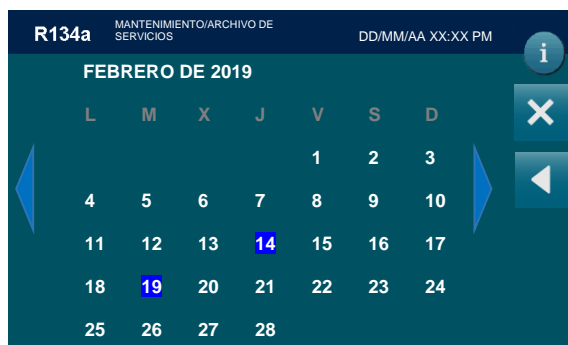 R134a
MANTENIMIENTO/ARCHIVO DE
SERVICIOS
DD/MM/AA XX:XX PM
i
FEBRERO DE 2019
L M X J V S D
1 2 3
4 5 6 7 8 9 10
11 12 13 14 15 16 17
18 19 20 21 22 23 24
25 26 27 28